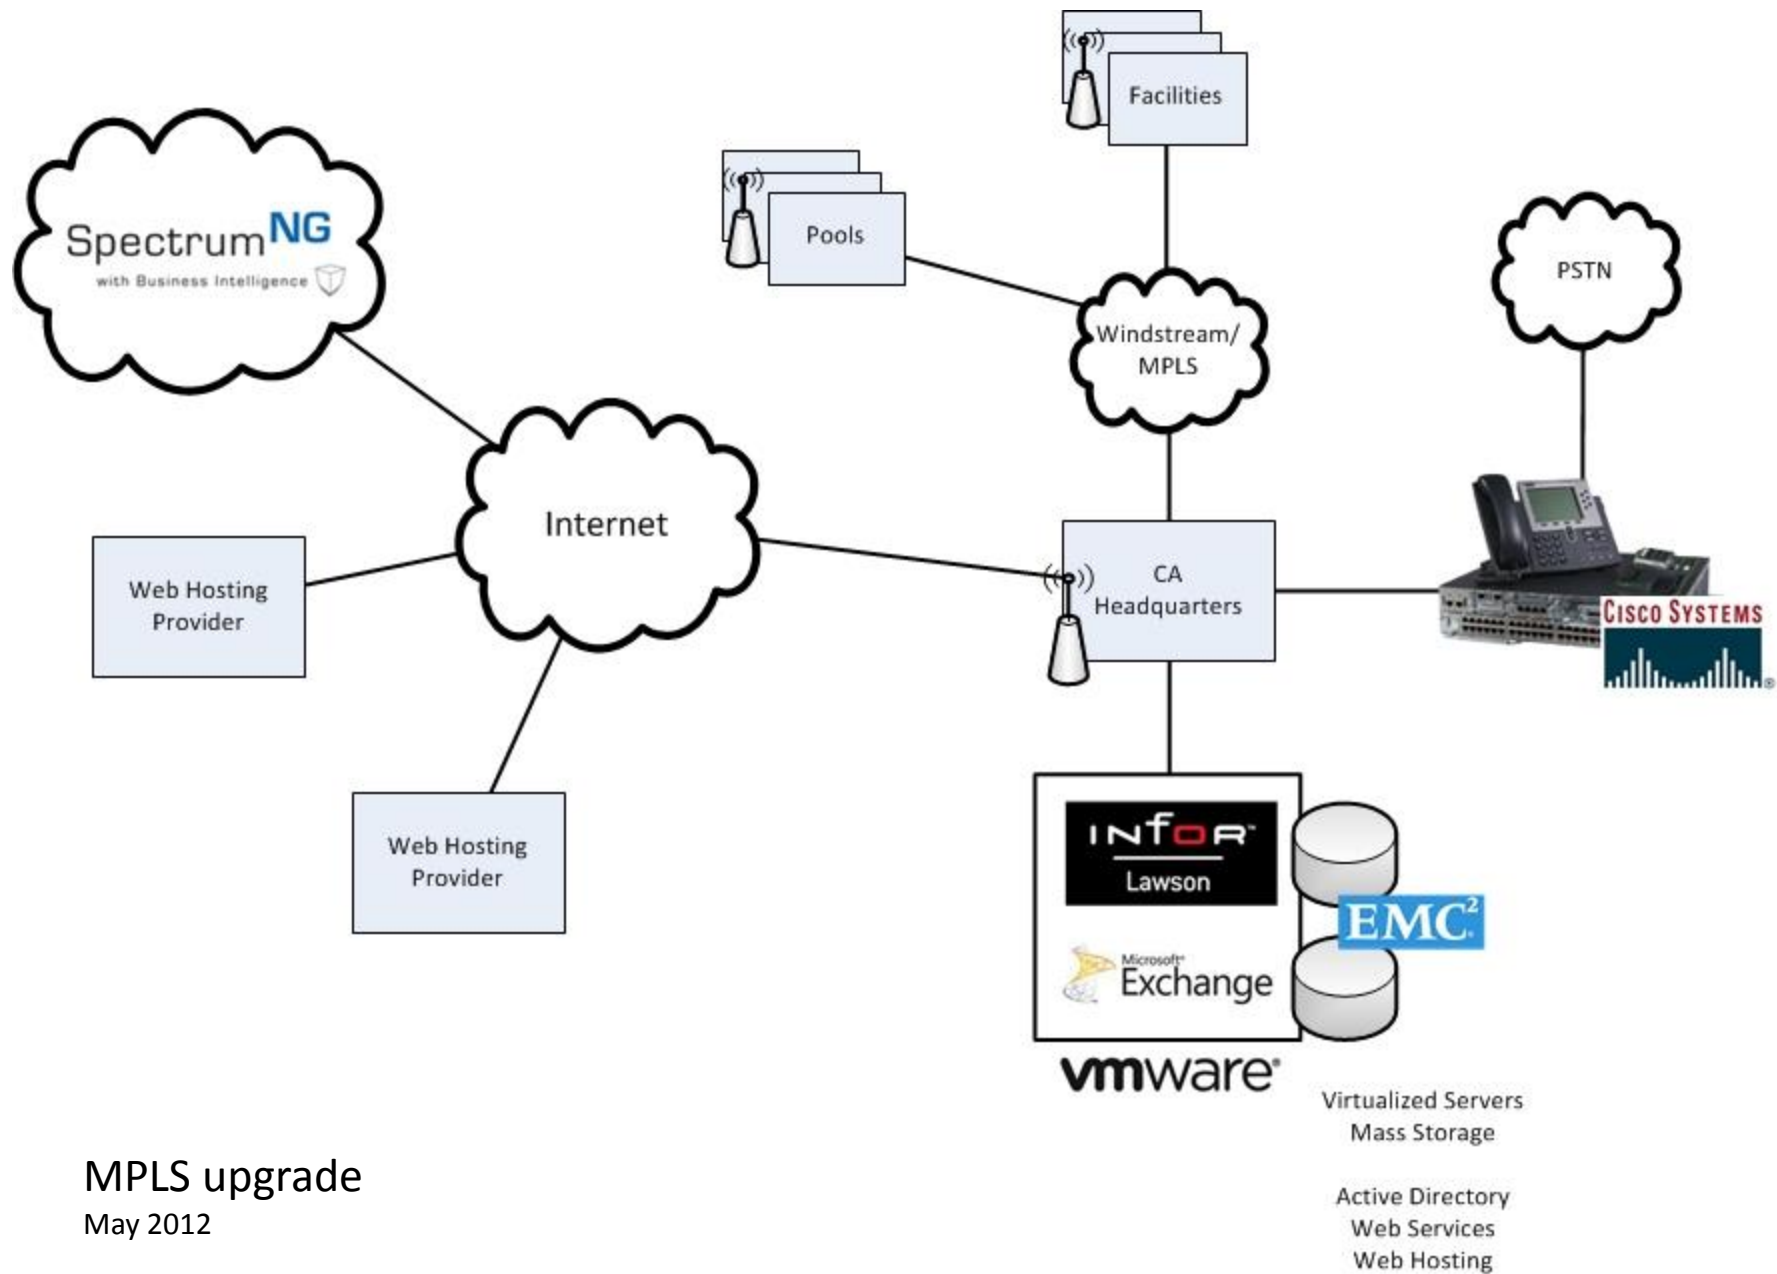 Facilities
Pools
Spectrum NG
with Business Intelligence
PSTN
Windstream/
MPLS
Internet
CA
Headquarters
Web Hosting
Provider
CISCO SYSTEMS
®
Web Hosting
Provider
infor™
Lawson
EMC²
Microsoft®
Exchange
vmware®
Virtualized Servers
Mass Storage
Active Directory
Web Services
Web Hosting
MPLS upgrade
May 2012